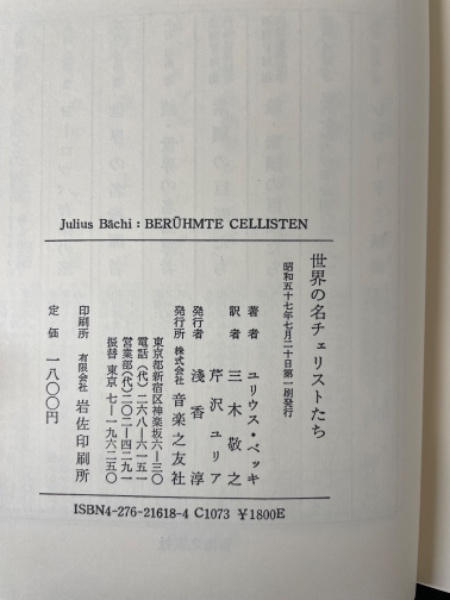 Julius Bächi : BERÜHMTE CELLISTEN
世界の名チェリストたち
昭和五十七年七月二十日第一刷発行
著者 ユリウス・ベッキ
訳者 三木敬之
芹沢ユリア
発行者 淺香淳
発行所 株式会社 音楽之友社
東京都新宿区神楽坂六―三〇
電話(代)二六八―六一五一
営業部(代)二〇二―四二九一
振替 東京 七―一九六二五〇
印刷所 有限会社 岩佐印刷所
定価 一八〇〇円
ISBN4-276-21618-4 C1073 ¥1800E